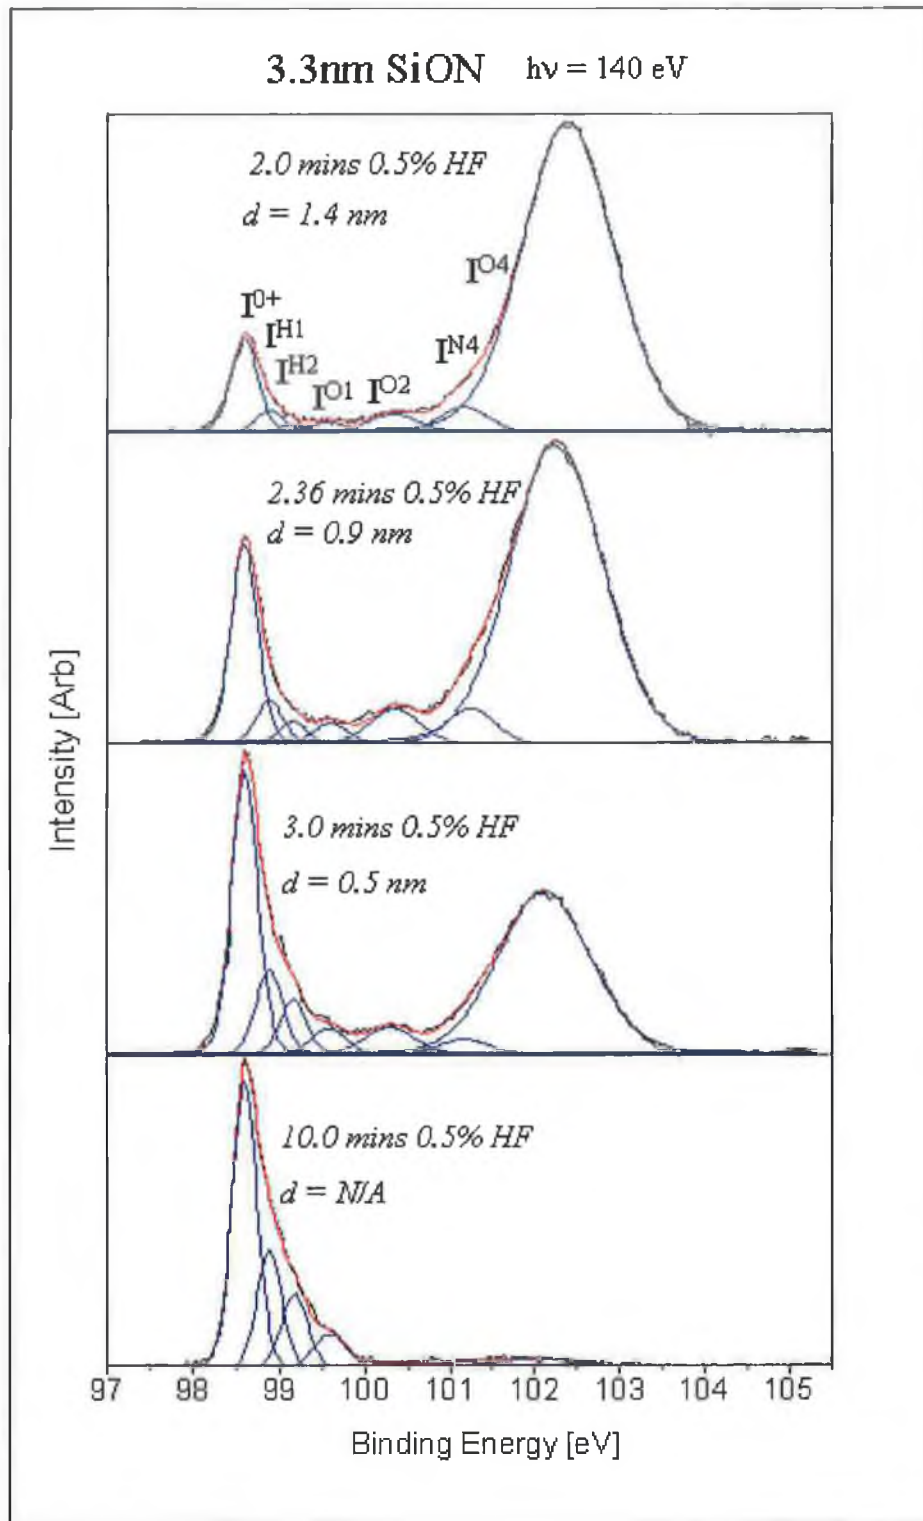 3.3nm SiON hν = 140 eV
2.0 mins 0.5% HF
d = 1.4 nm
I^O4
I^0+
I^H1
I^N4
I^H2
I^O1 I^O2
2.36 mins 0.5% HF
d = 0.9 nm
3.0 mins 0.5% HF
d = 0.5 nm
10.0 mins 0.5% HF
d = N/A
Intensity [Arb]
97 98 99 100 101 102 103 104 105
Binding Energy [eV]